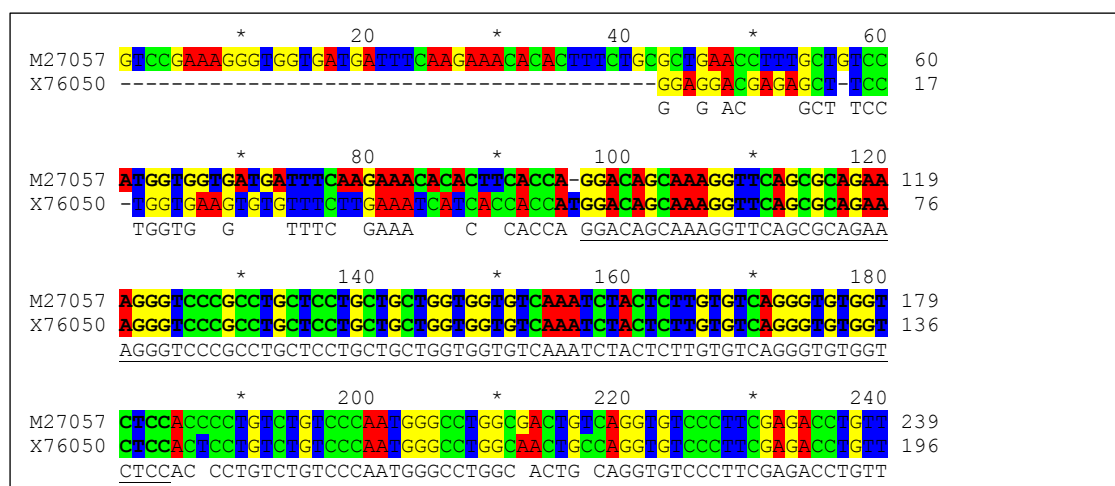 * 20 * 40 * 60
M27057 GTCCGAAAGGGTGGTGATGATTTCAAGAAACACACTTTCTGCGCTGAACCTTTGCTGTCC 60
X76050 ------------------------------------------GGAGGACGAGAGCT-TCC 17
G G AC GCT TCC
* 80 * 100 * 120
M27057 ATGGTGGTGATGATTTCAAGAAACACACTTCACCA-GGACAGCAAAGGTTCAGCGCAGAA 119
X76050 -TGGTGAAGTGTGTTTCTTGAAATCATCACCACCATGGACAGCAAAGGTTCAGCGCAGAA 76
TGGTG G TTTC GAAA C CACCA GGACAGCAAAGGTTCAGCGCAGAA
* 140 * 160 * 180
M27057 AGGGTCCCGCCTGCTCCTGCTGCTGGTGGTGTCAAATCTACTCTTGTGTCAGGGTGTGGT 179
X76050 AGGGTCCCGCCTGCTCCTGCTGCTGGTGGTGTCAAATCTACTCTTGTGTCAGGGTGTGGT 136
AGGGTCCCGCCTGCTCCTGCTGCTGGTGGTGTCAAATCTACTCTTGTGTCAGGGTGTGGT
* 200 * 220 * 240
M27057 CTCCACCCCTGTCTGTCCCAATGGGCCTGGCGACTGTCAGGTGTCCCTTCGAGACCTGTT 239
X76050 CTCCACTCCTGTCTGTCCCAATGGGCCTGGCAACTGCCAGGTGTCCCTTCGAGACCTGTT 196
CTCCAC CCTGTCTGTCCCAATGGGCCTGGC ACTG CAGGTGTCCCTTCGAGACCTGTT